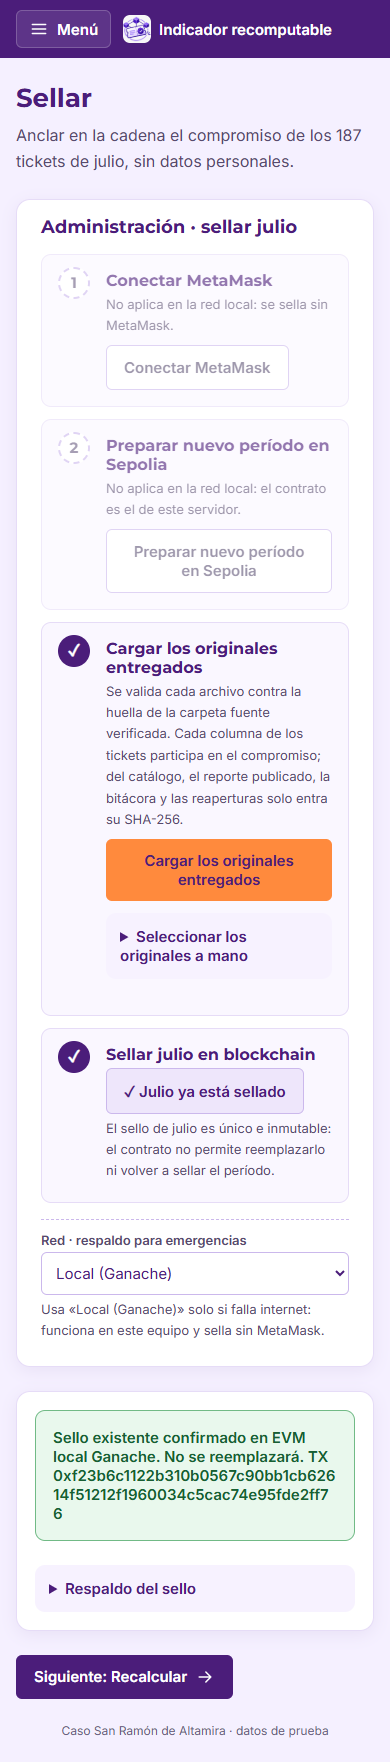 Menú
Indicador recomputable
Sellar
Anclar en la cadena el compromiso de los 187
tickets de julio, sin datos personales.
Administración · sellar julio
1
Conectar MetaMask
No aplica en la red local: se sella sin
MetaMask.
Conectar MetaMask
2
Preparar nuevo período en
Sepolia
No aplica en la red local: el contrato
es el de este servidor.
Preparar nuevo período
en Sepolia
✓
Cargar los originales
entregados
Se valida cada archivo contra la
huella de la carpeta fuente
verificada. Cada columna de los
tickets participa en el compromiso;
del catálogo, el reporte publicado, la
bitácora y las reaperturas solo entra
su SHA-256.
Cargar los originales
entregados
▶ Seleccionar los
originales a mano
✓
Sellar julio en blockchain
✓ Julio ya está sellado
El sello de julio es único e inmutable:
el contrato no permite reemplazarlo
ni volver a sellar el período.
Red · respaldo para emergencias
Local (Ganache)
Usa «Local (Ganache)» solo si falla internet:
funciona en este equipo y sella sin MetaMask.
Sello existente confirmado en EVM
local Ganache. No se reemplazará. TX
0xf23b6c1122b310b0567c90bb1cb626
14f51212f1960034c5cac74e95fde2ff7
6
▶ Respaldo del sello
Siguiente: Recalcular →
Caso San Ramón de Altamira · datos de prueba